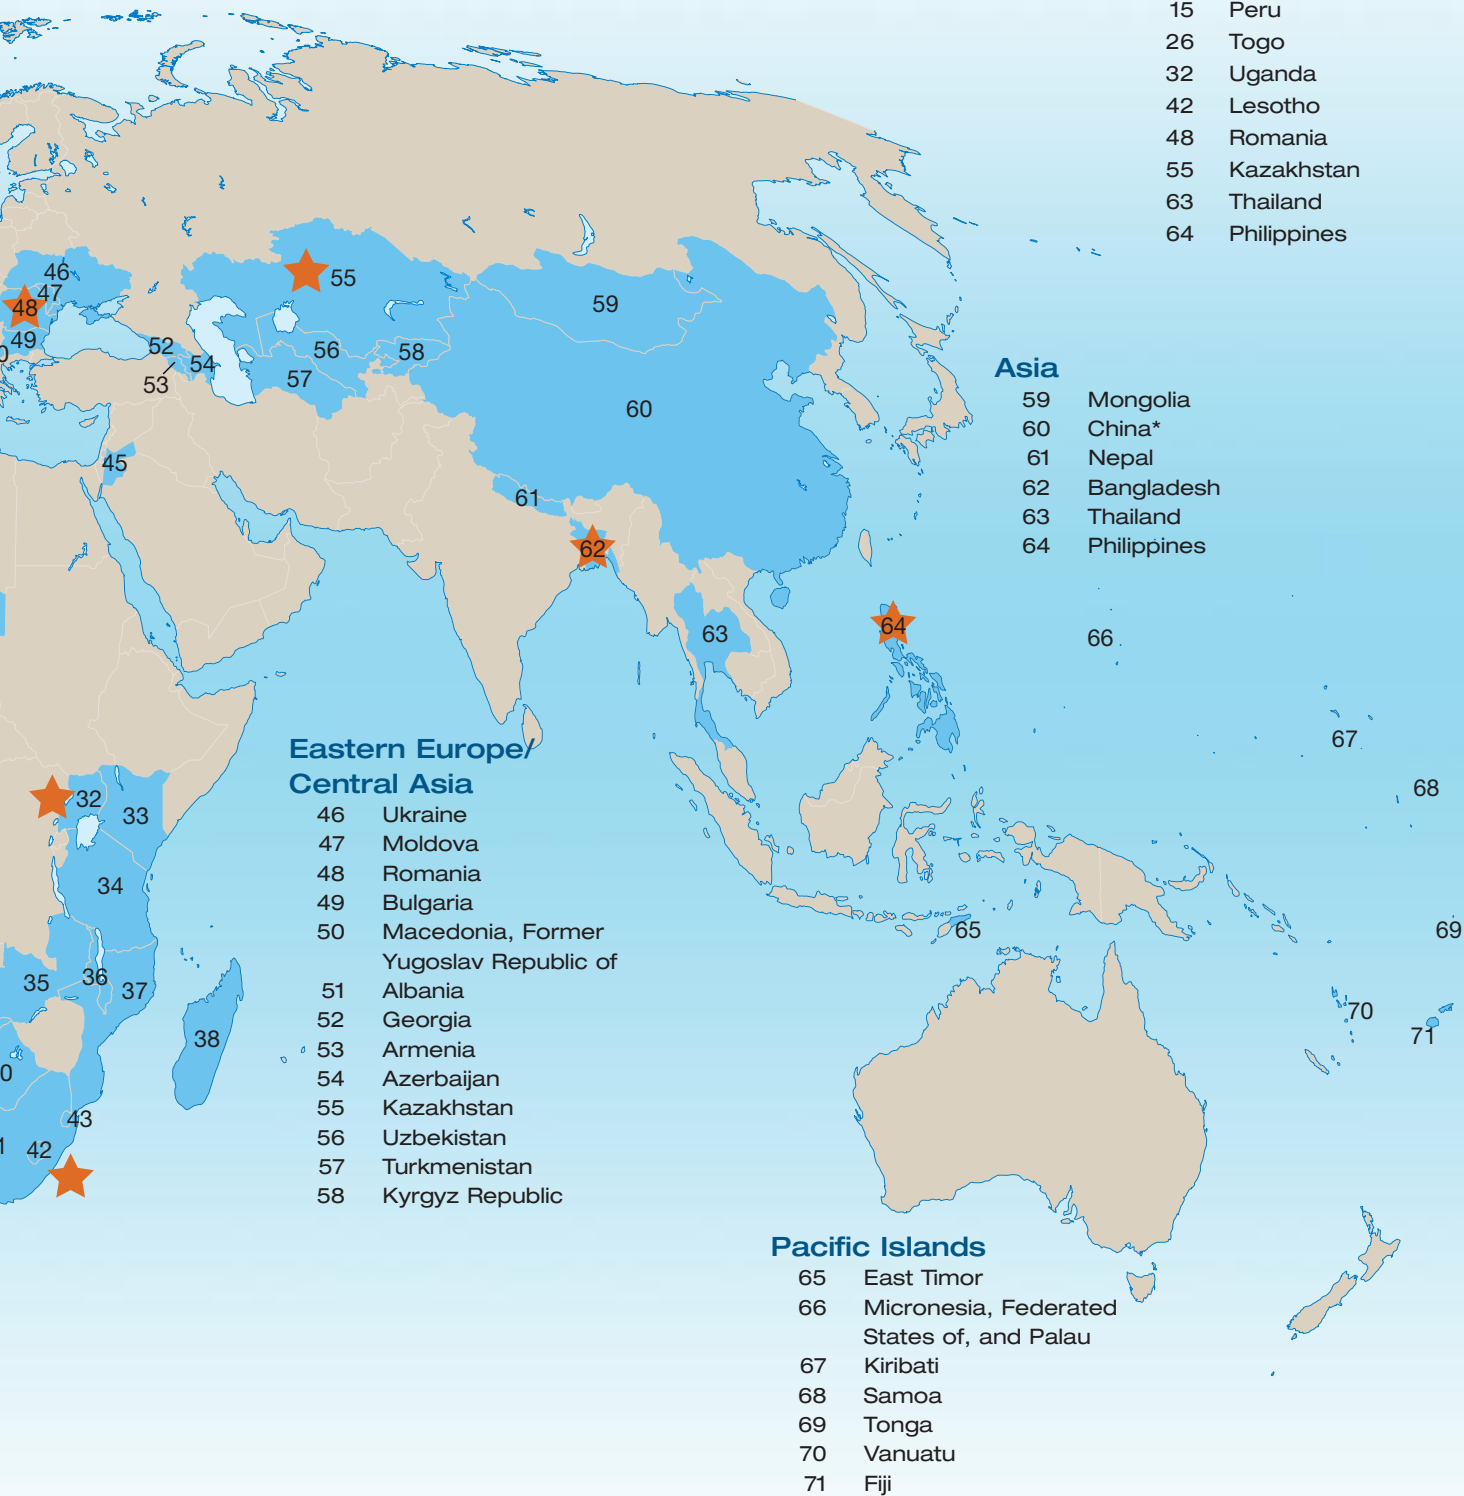 15 Peru
26 Togo
32 Uganda
42 Lesotho
48 Romania
55 Kazakhstan
63 Thailand
64 Philippines
46
47
48
49
0
52
53
54
55
56
57
58
59
60
45
61
62
63
64
66
67
68
69
70
71
65
32
33
34
35
36
37
38
0
43
1
42
Asia
59 Mongolia
60 China*
61 Nepal
62 Bangladesh
63 Thailand
64 Philippines
Eastern Europe/
Central Asia
46 Ukraine
47 Moldova
48 Romania
49 Bulgaria
50 Macedonia, Former
Yugoslav Republic of
51 Albania
52 Georgia
53 Armenia
54 Azerbaijan
55 Kazakhstan
56 Uzbekistan
57 Turkmenistan
58 Kyrgyz Republic
Pacific Islands
65 East Timor
66 Micronesia, Federated
States of, and Palau
67 Kiribati
68 Samoa
69 Tonga
70 Vanuatu
71 Fiji